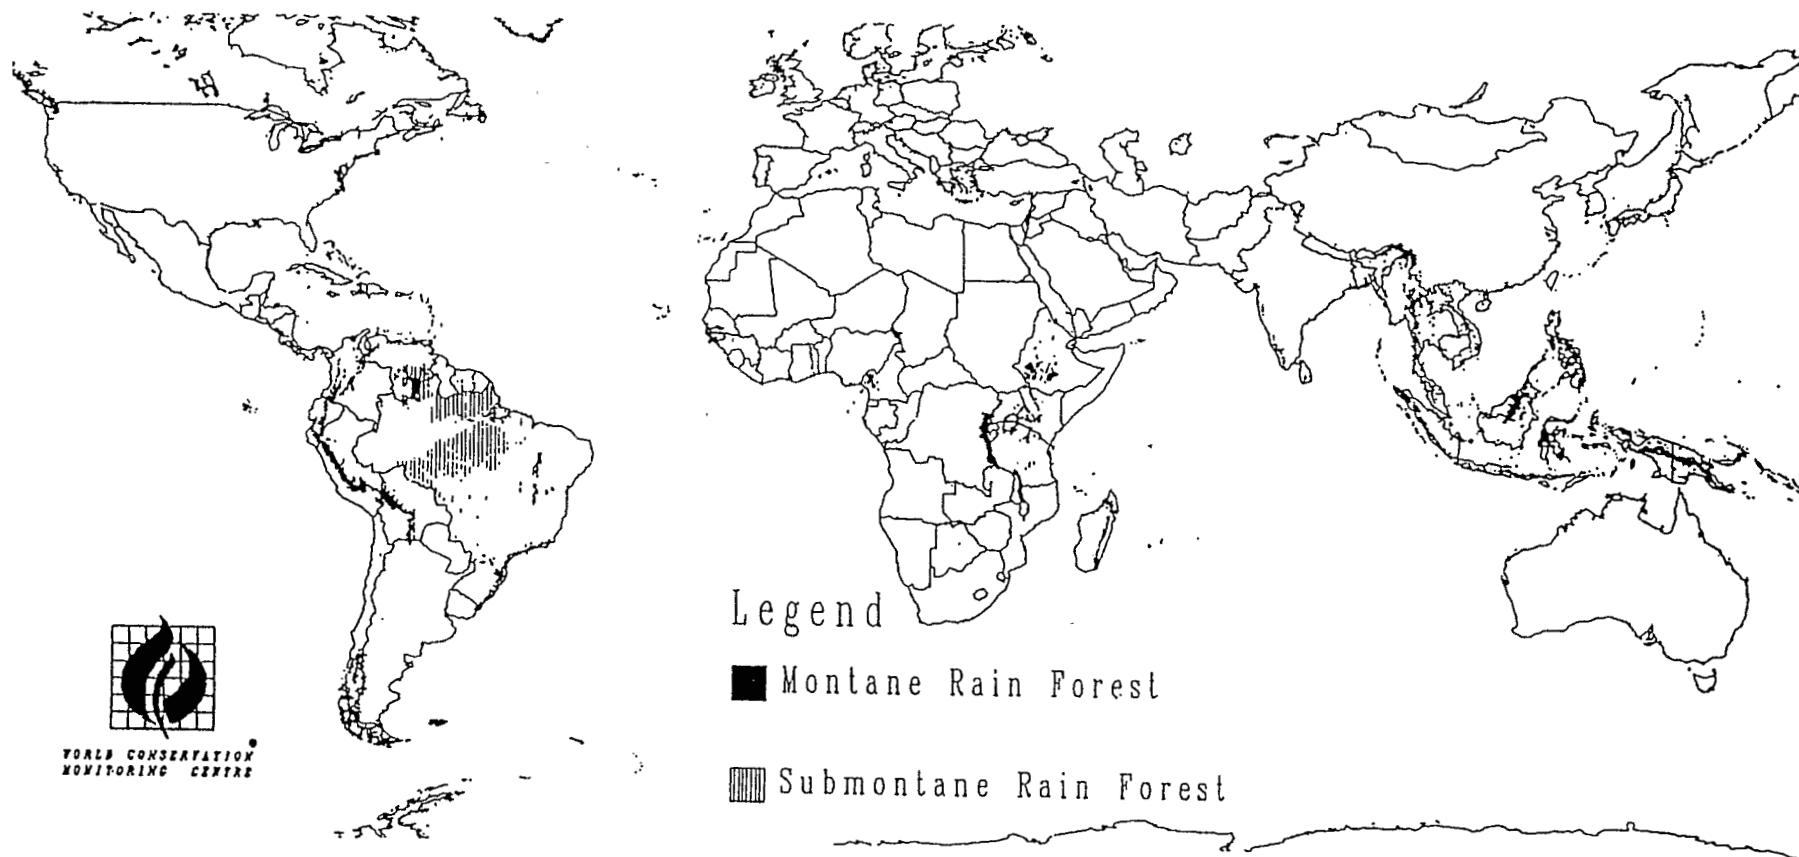 Legend
Montane Rain Forest
WORLD CONSERVATION
MONITORING CENTRE
Submontane Rain Forest